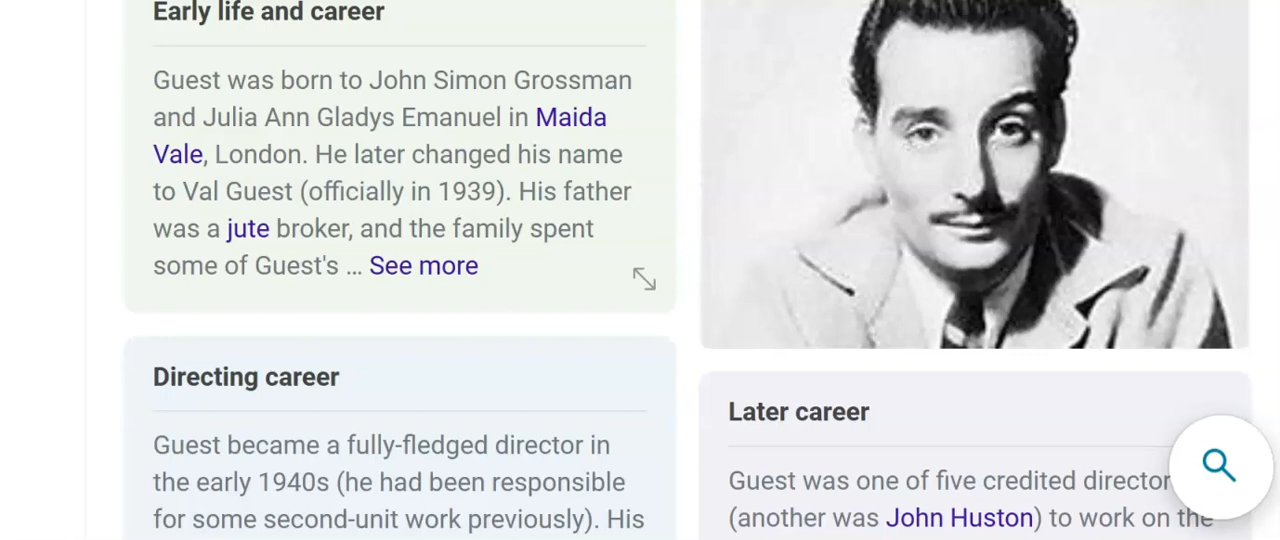 Early life and career
Guest was born to John Simon Grossman
and Julia Ann Gladys Emanuel in Maida
Vale, London. He later changed his name
to Val Guest (officially in 1939). His father
was a jute broker, and the family spent
some of Guest's ... See more
Directing career
Guest became a fully-fledged director in
the early 1940s (he had been responsible
for some second-unit work previously). His
Later career
Guest was one of five credited director
(another was John Huston) to work on the